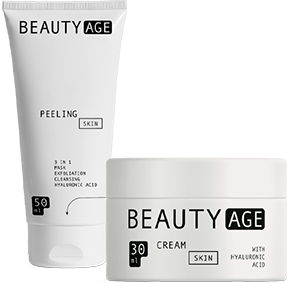 BEAUTY AGE
PEELING
SKIN
3 IN 1
MASK
EXFOLIATION
CLEANSING
HYALURONIC ACID
50
ml
BEAUTY AGE
30
ml
CREAM
SKIN
WITH
HYALURONIC
ACID